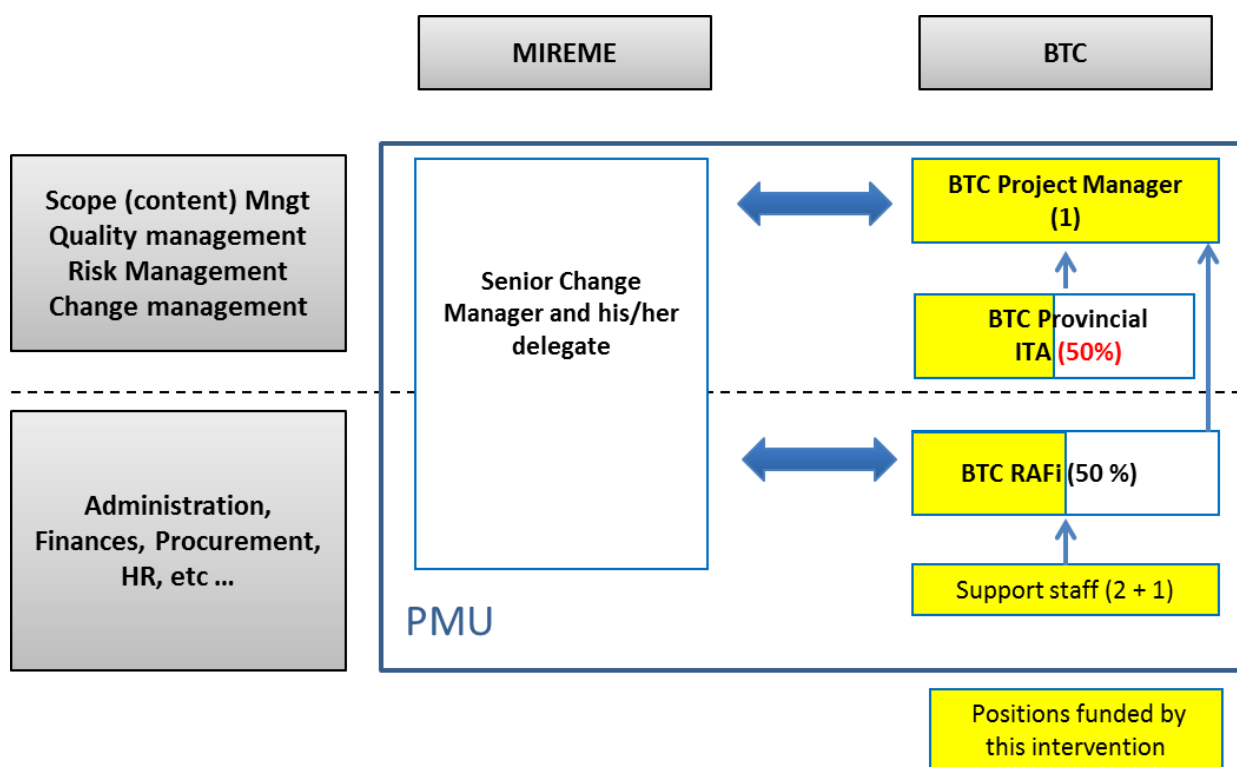 MIREME
BTC
Scope (content) Mngt
Quality management
Risk Management
Change management
Senior Change
Manager and his/her
delegate
BTC Project Manager
(1)
BTC Provincial
ITA (50%)
Administration,
Finances, Procurement,
HR, etc ...
BTC RAFi (50 %)
Support staff (2 + 1)
PMU
Positions funded by
this intervention